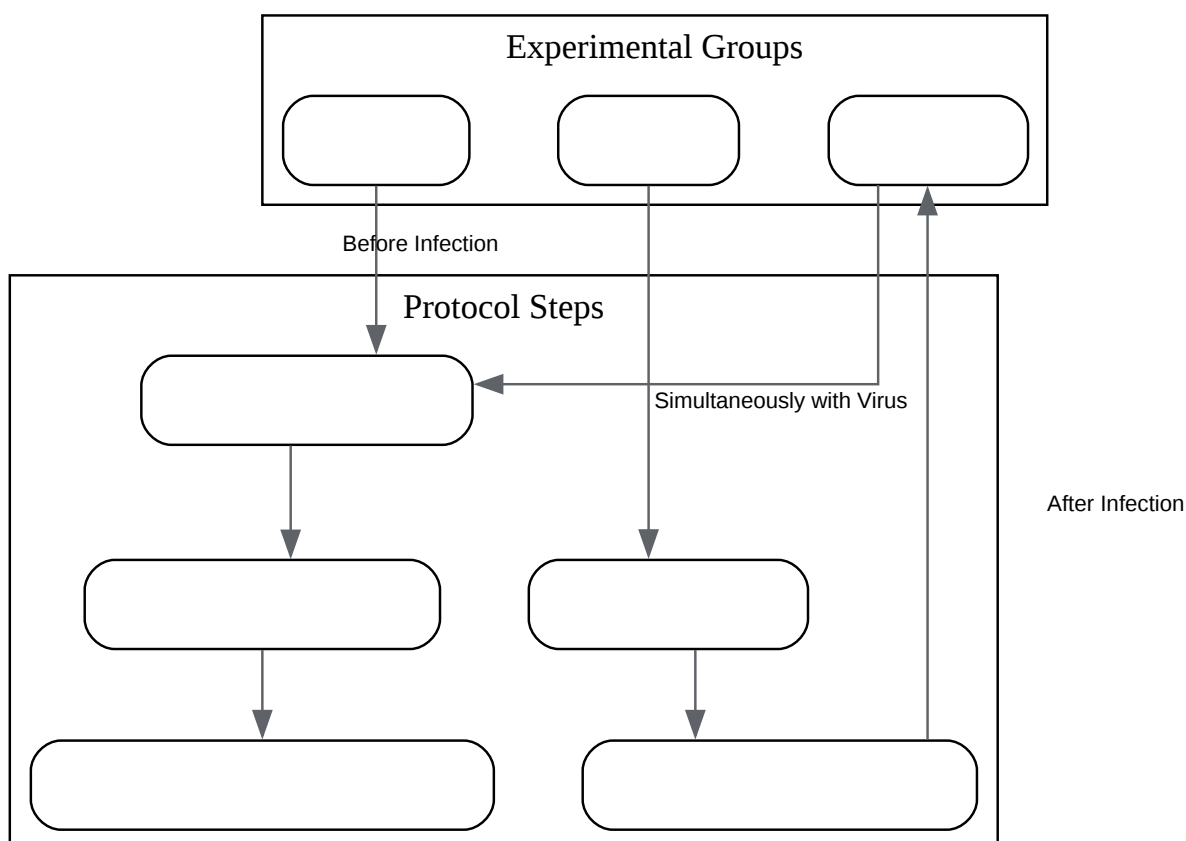 Experimental Groups
Before Infection
Protocol Steps
Simultaneously with Virus
After Infection